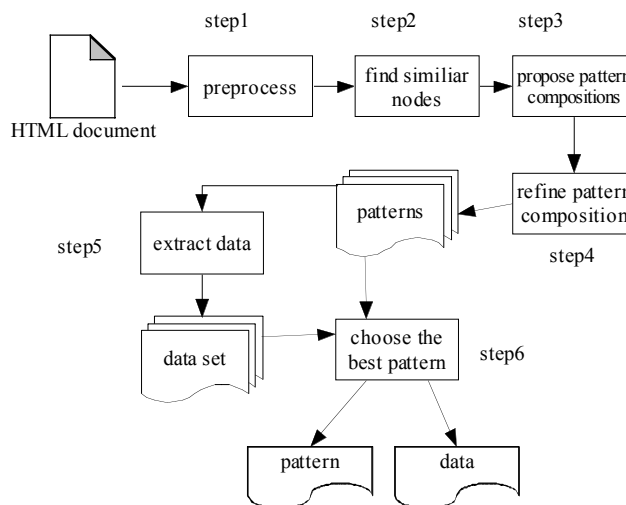 step1
step2
step3
preprocess
find similiar
nodes
propose pattern
compositions
HTML document
refine pattern
composition
step4
patterns
step5
extract data
data set
choose the
best pattern
step6
pattern
data